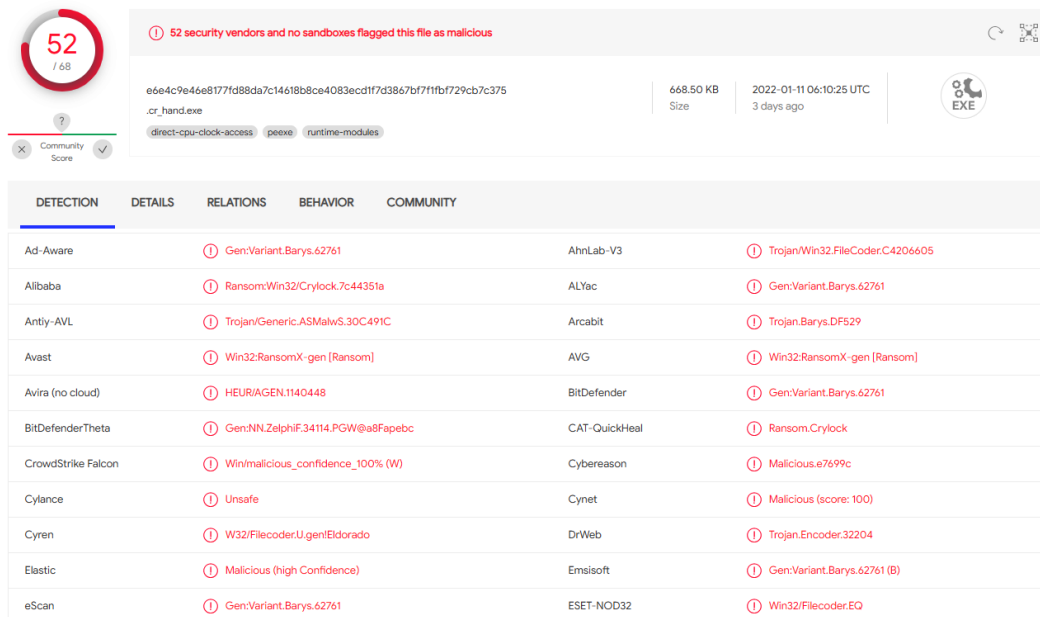 52
/ 68
?
Community
Score
52 security vendors and no sandboxes flagged this file as malicious
e6e4c9e46e8177fd88da7c14618b8ce4083ecd1f7d3867bf7f1fbf729cb7c375
.cr_hand.exe
direct-cpu-clock-access peexe runtime-modules
668.50 KB
Size
2022-01-11 06:10:25 UTC
3 days ago
EXE
DETECTION DETAILS RELATIONS BEHAVIOR COMMUNITY
Ad-Aware Gen:Variant.Barys.62761 AhnLab-V3 Trojan/Win32.FileCoder.C4206605
Alibaba Ransom:Win32/Crylock.7c44351a ALYac Gen:Variant.Barys.62761
Antiy-AVL Trojan/Generic.ASMalwS.30C491C Arcabit Trojan.Barys.DF529
Avast Win32:RansomX-gen [Ransom] AVG Win32:RansomX-gen [Ransom]
Avira (no cloud) HEUR/AGEN.1140448 BitDefender Gen:Variant.Barys.62761
BitDefenderTheta Gen:NN.ZelphiF.34114.PGW@a8Fapebc CAT-QuickHeal Ransom.Crylock
CrowdStrike Falcon Win/malicious_confidence_100% (W) Cybereason Malicious.e7699c
Cylance Unsafe Cynet Malicious (score: 100)
Cyren W32/Filecoder.U.gen!Eldorado DrWeb Trojan.Encoder.32204
Elastic Malicious (high Confidence) Emsisoft Gen:Variant.Barys.62761 (B)
eScan Gen:Variant.Barys.62761 ESET-NOD32 Win32/Filecoder.EQ